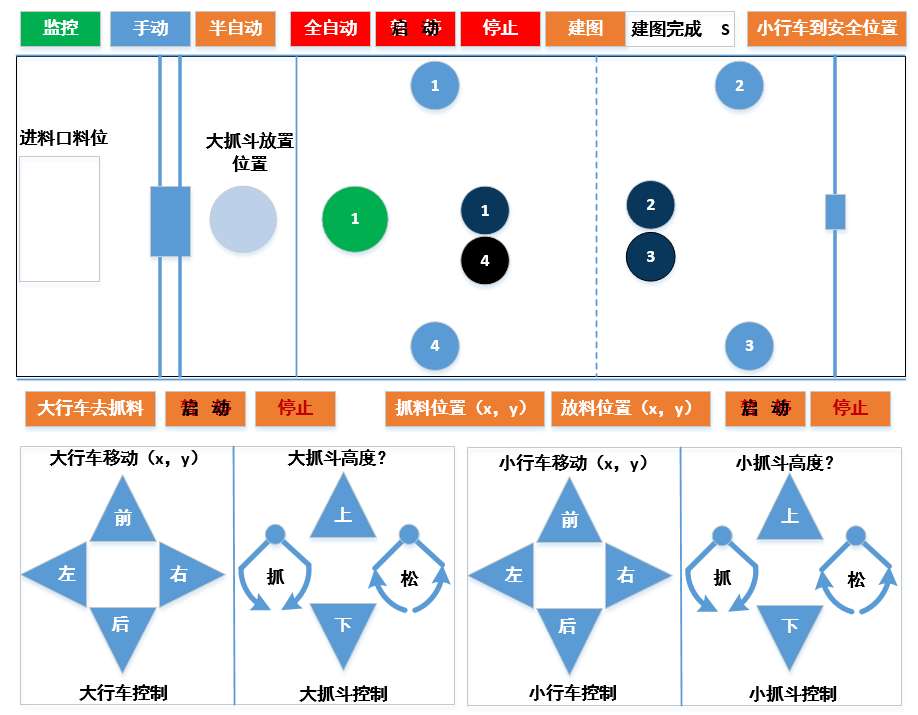 监控 手动 半自动 全自动 启 动 停止 建图 建图完成 S 小行车到安全位置
1 2
进料口料位 大抓斗放置
位置
1 1 2
4 3
4 3
大行车去抓料 启 动 停止 抓料位置（x，y） 放料位置（x，y） 启 动 停止
大行车移动（x，y） 大抓斗高度？ 小行车移动（x，y） 小抓斗高度？
前 上 前 上
左 右 抓 松 左 右 抓 松
后 下 后 下
大行车控制 大抓斗控制 小行车控制 小抓斗控制